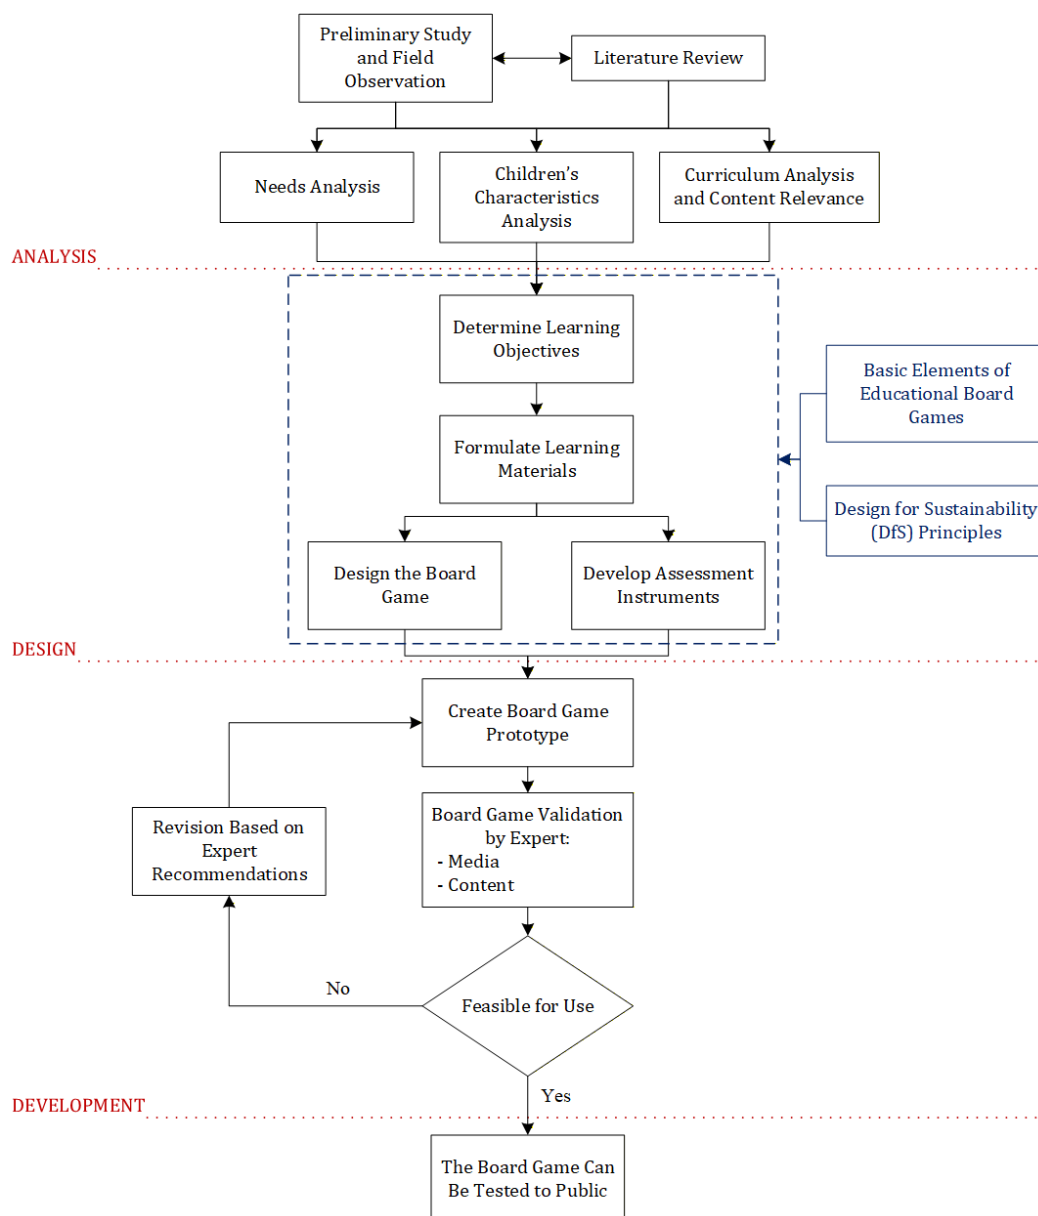 Preliminary Study
and Field
Observation
Literature Review
Needs Analysis
Children’s
Characteristics
Analysis
Curriculum Analysis
and Content Relevance
ANALYSIS
Determine Learning
Objectives
Basic Elements of
Educational Board
Games
Formulate Learning
Materials
Design for Sustainability
(DfS) Principles
Design the Board
Game
Develop Assessment
Instruments
DESIGN
Create Board Game
Prototype
Board Game Validation
by Expert:
- Media
- Content
Revision Based on
Expert
Recommendations
No
Feasible for Use
Yes
DEVELOPMENT
The Board Game Can
Be Tested to Public